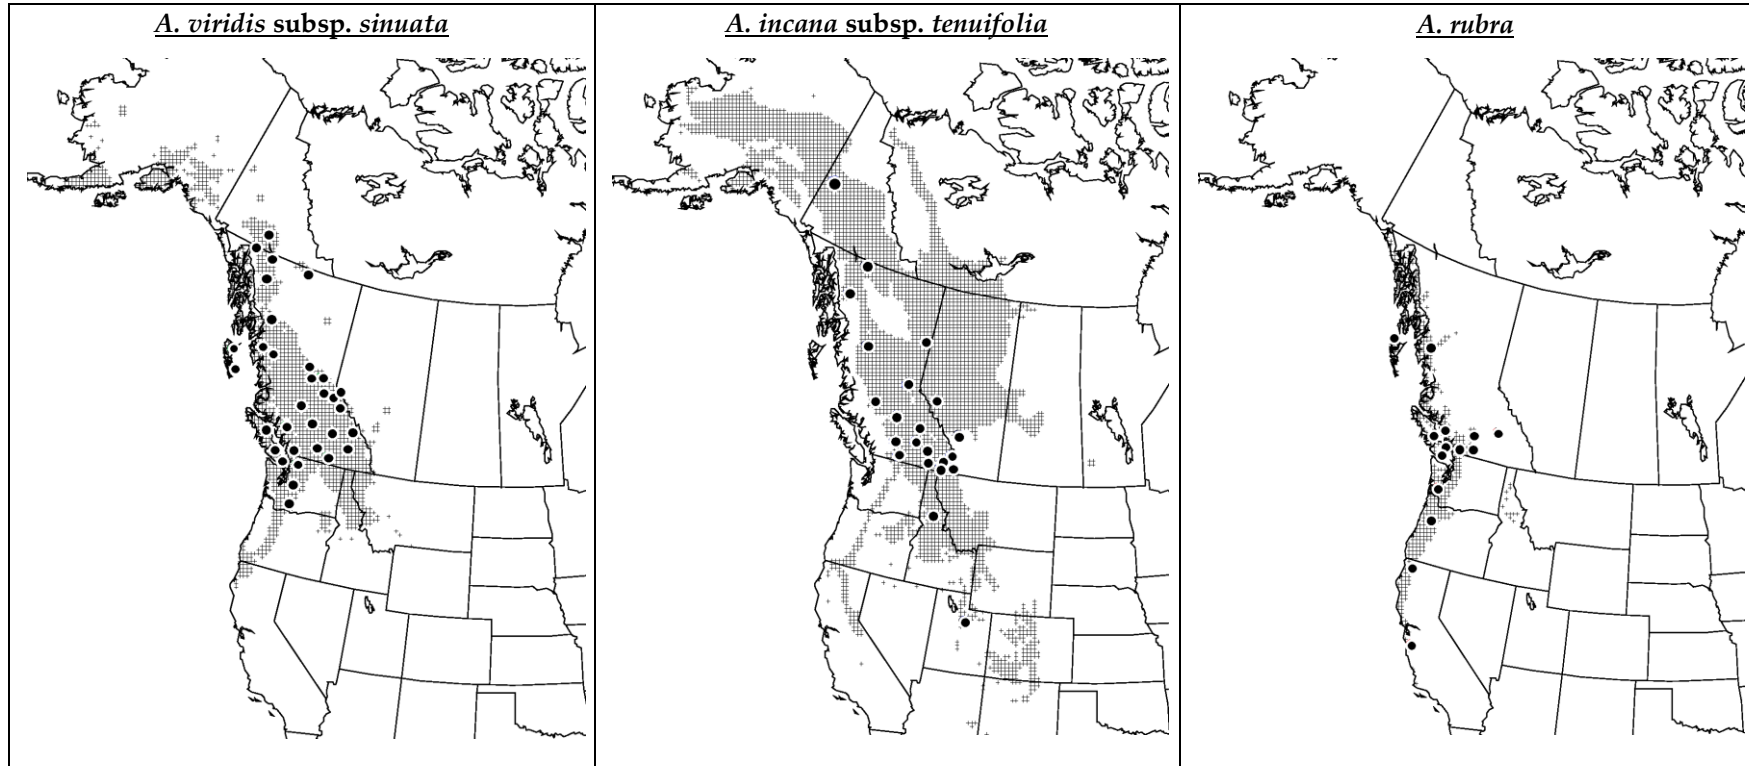 A. viridis subsp. sinuata
A. incana subsp. tenuifolia
A. rubra